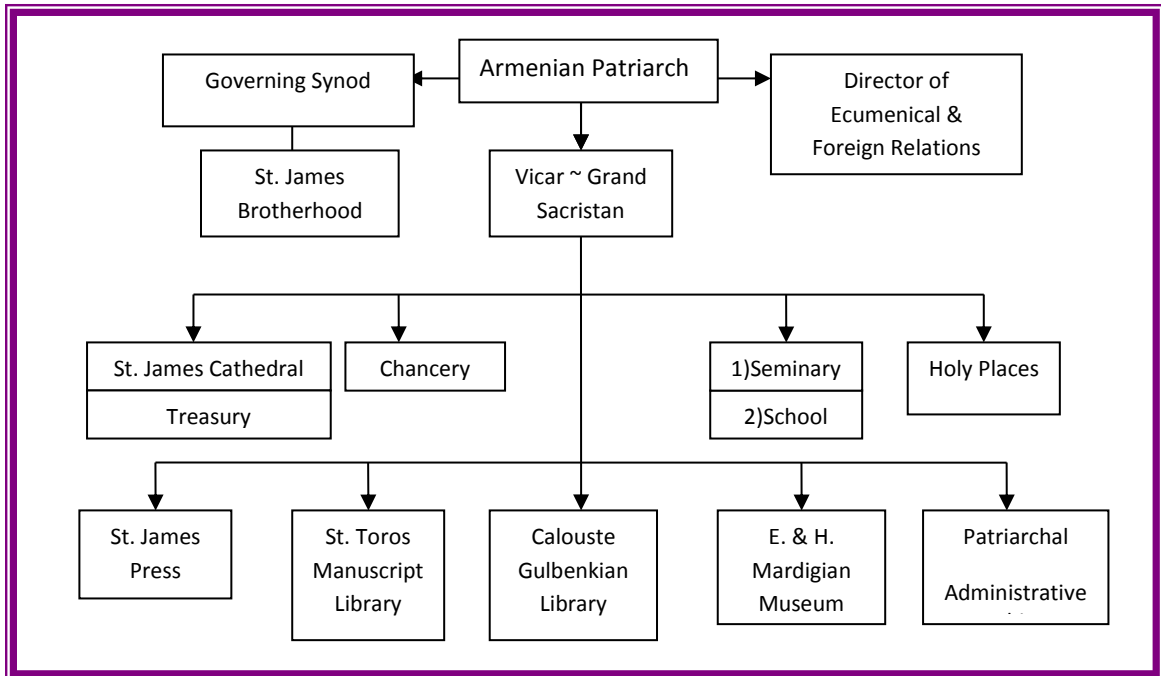 Governing Synod
Armenian Patriarch
Director of
Ecumenical &
Foreign Relations
St. James
Brotherhood
Vicar ~ Grand
Sacristan
St. James Cathedral
Treasury
Chancery
1)Seminary
2)School
Holy Places
St. James
Press
St. Toros
Manuscript
Library
Calouste
Gulbenkian
Library
E. & H.
Mardigian
Museum
Patriarchal
Administrative